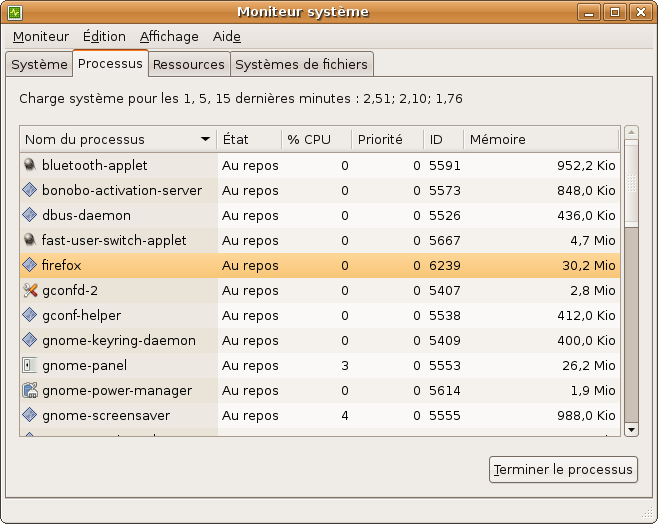 Moniteur système
Moniteur Édition Affichage Aide
Système Processus Ressources Systèmes de fichiers
Charge système pour les 1, 5, 15 dernières minutes : 2,51; 2,10; 1,76
Nom du processus État % CPU Priorité ID Mémoire
bluetooth-applet Au repos 0 0 5591 952,2 Kio
bonobo-activation-server Au repos 0 0 5573 848,0 Kio
dbus-daemon Au repos 0 0 5526 436,0 Kio
fast-user-switch-applet Au repos 0 0 5667 4,7 Mio
firefox Au repos 0 0 6239 30,2 Mio
gconfd-2 Au repos 0 0 5407 2,8 Mio
gconf-helper Au repos 0 0 5538 412,0 Kio
gnome-keyring-daemon Au repos 0 0 5409 400,0 Kio
gnome-panel Au repos 3 0 5553 26,2 Mio
gnome-power-manager Au repos 0 0 5614 1,9 Mio
gnome-screensaver Au repos 4 0 5555 988,0 Kio
Terminer le processus